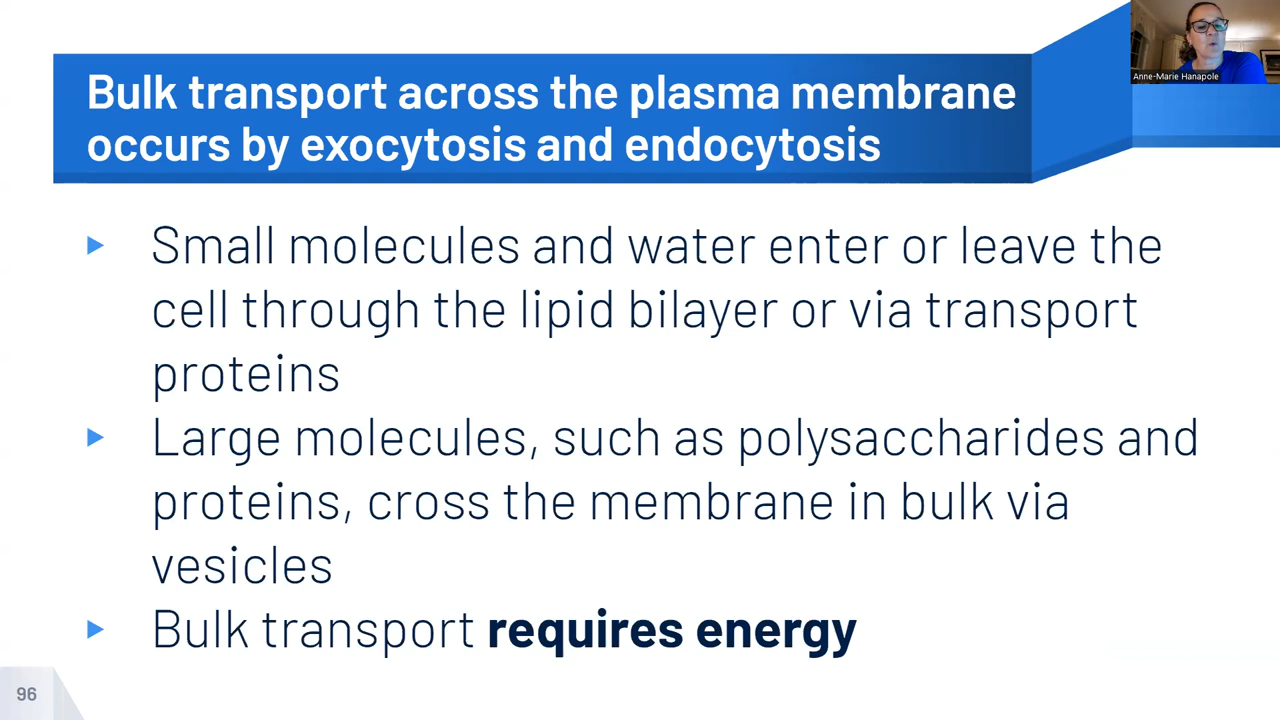 Anne-Marie Hanapole
Bulk transport across the plasma membrane
occurs by exocytosis and endocytosis
Small molecules and water enter or leave the
cell through the lipid bilayer or via transport
proteins
Large molecules, such as polysaccharides and
proteins, cross the membrane in bulk via
vesicles
Bulk transport requires energy
96